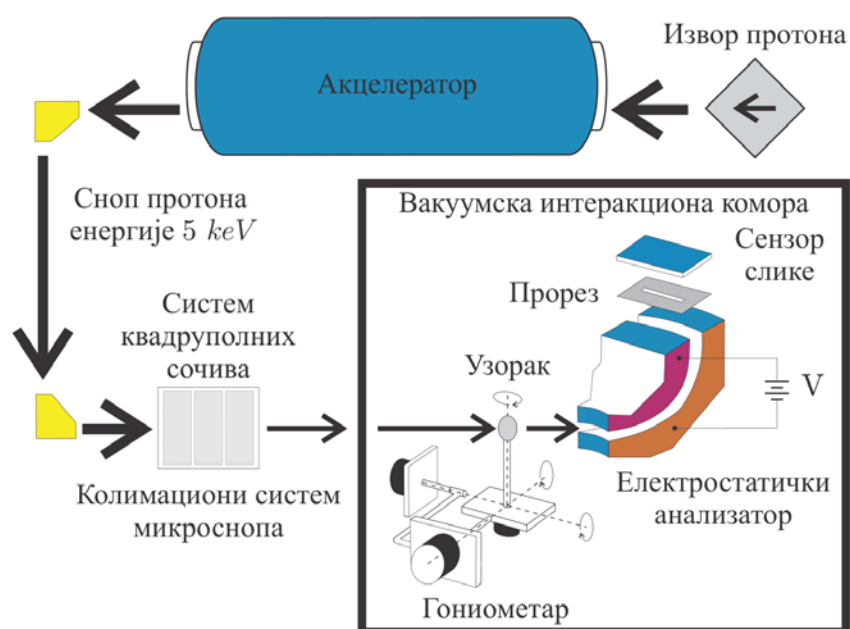 Извор протона
Акцелератор
Сноп протона
енергије 5 keV
Вакуумска интеракциона комора
Сензор
слике
Прорез
Систем
квадруполних
сочива
Узорак
V
Колимациони систем
микроснопа
Електростатички
анализатор
Гониометар